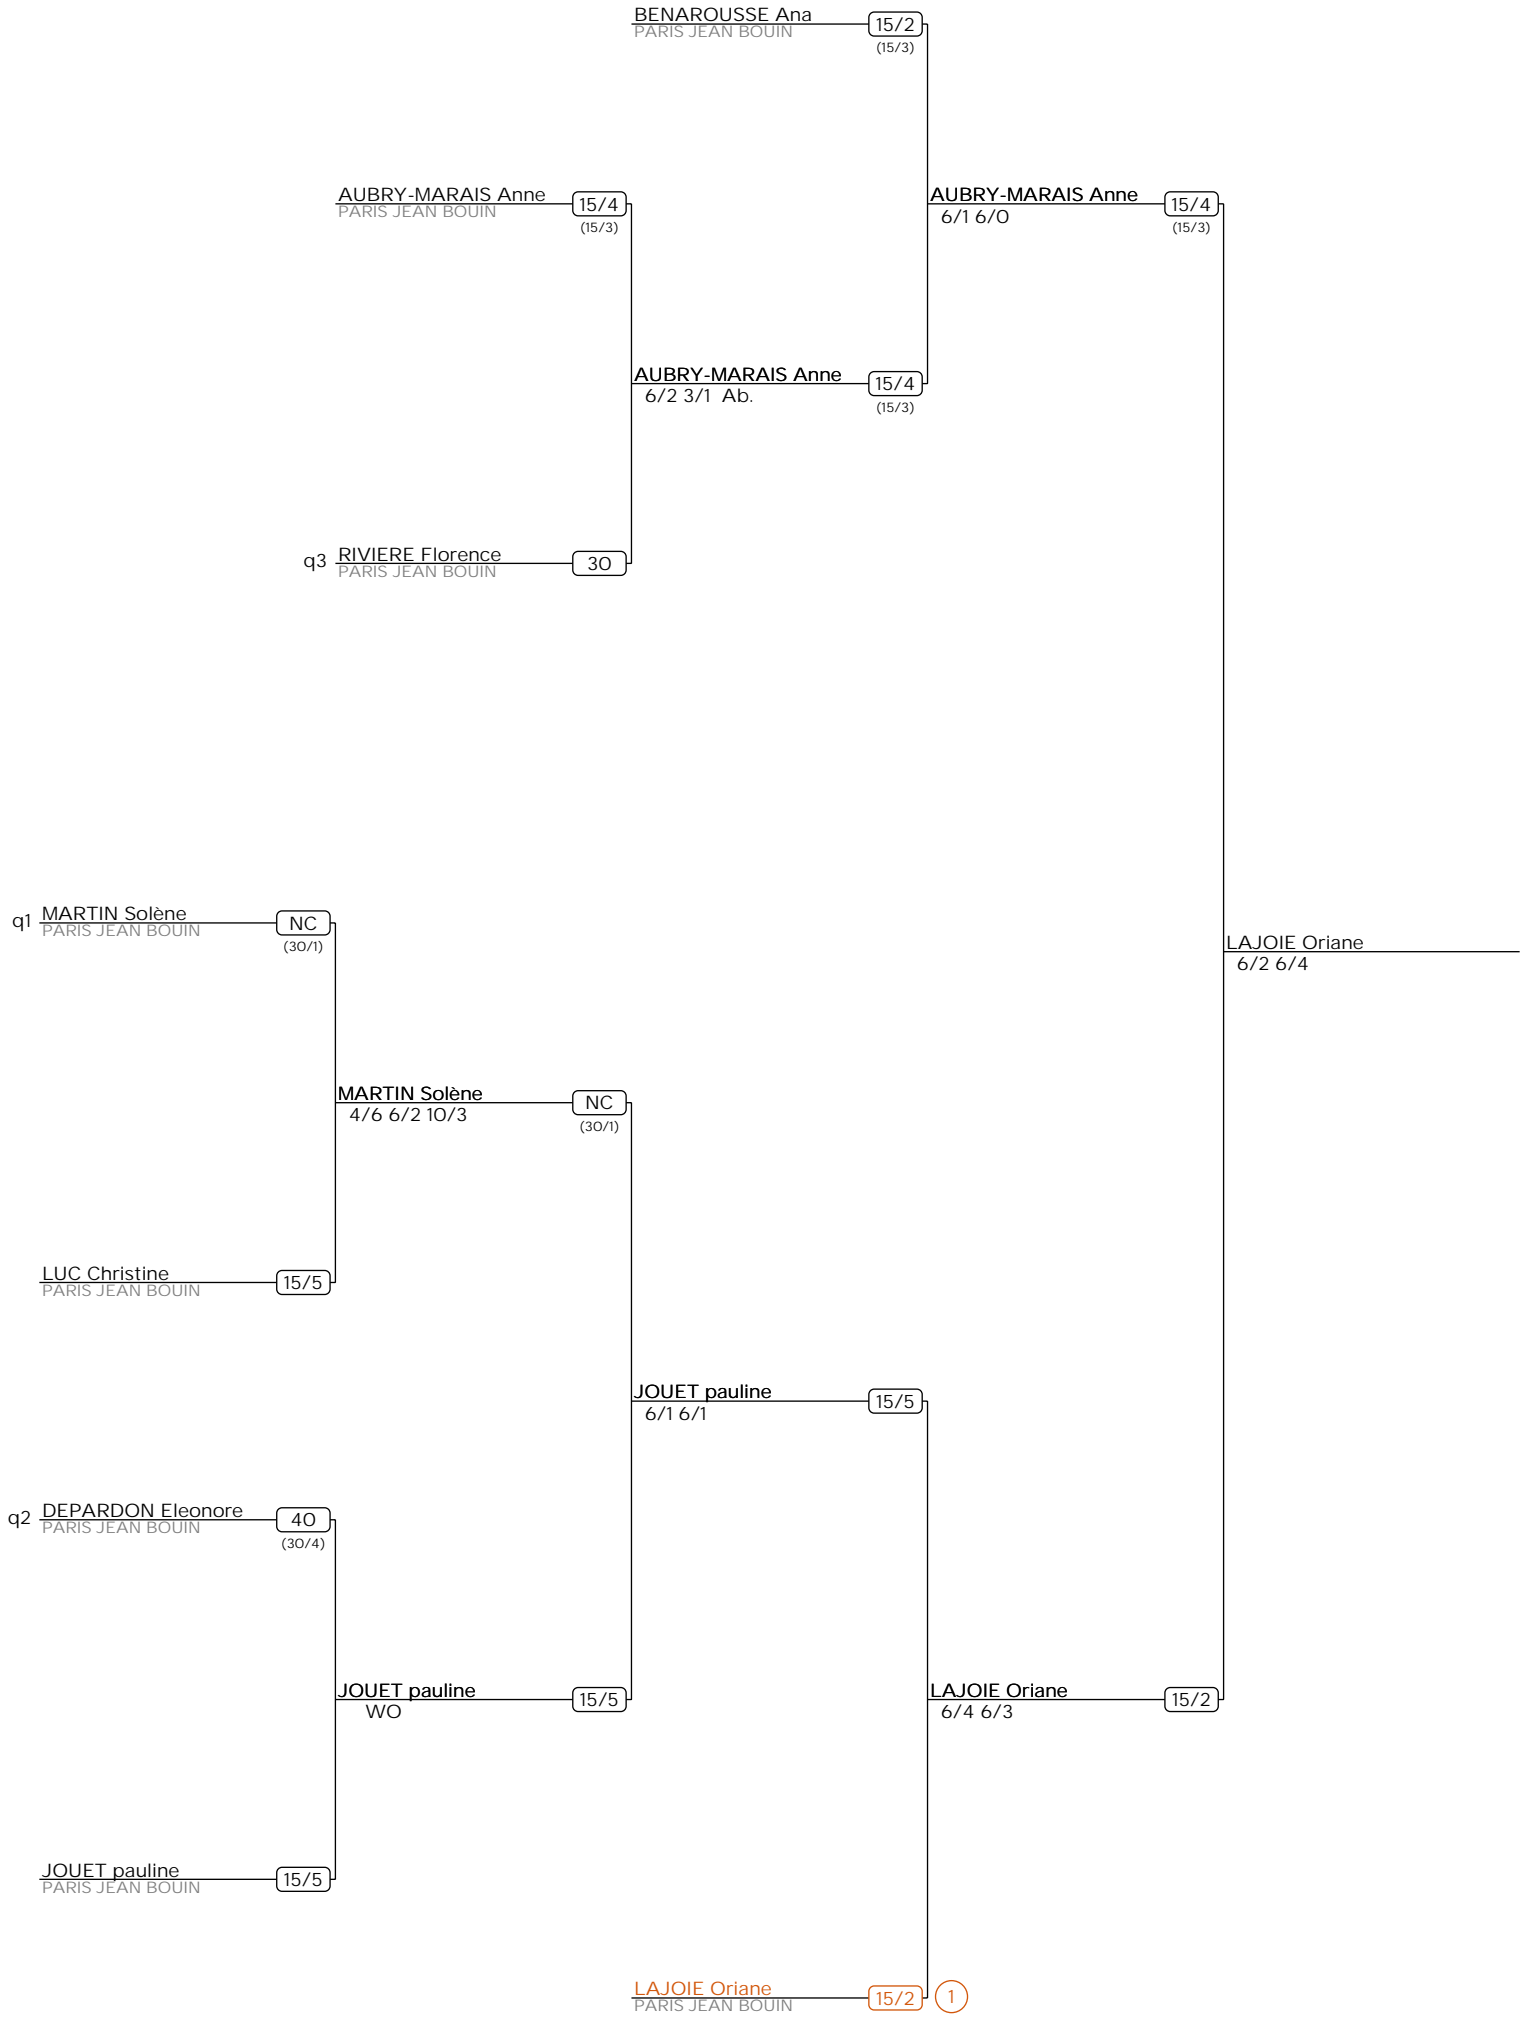 BENAROUSSE Ana
15/2
PARIS JEAN BOUIN
(15/3)
AUBRY-MARAIS Anne
15/4
PARIS JEAN BOUIN
(15/3)
AUBRY-MARAIS Anne
15/4
6/1 6/0
(15/3)
AUBRY-MARAIS Anne
15/4
6/2 3/1 Ab.
(15/3)
q3 RIVIERE Florence
30
PARIS JEAN BOUIN
q1 MARTIN Solène
NC
PARIS JEAN BOUIN
(30/1)
LAJOIE Oriane
6/2 6/4
MARTIN Solène
NC
4/6 6/2 10/3
(30/1)
LUC Christine
15/5
PARIS JEAN BOUIN
JOUET pauline
15/5
6/1 6/1
q2 DEPARDON Eleonore
40
PARIS JEAN BOUIN
(30/4)
JOUET pauline
15/5
WO
LAJOIE Oriane
15/2
6/4 6/3
JOUET pauline
15/5
PARIS JEAN BOUIN
LAJOIE Oriane
15/2
1
PARIS JEAN BOUIN